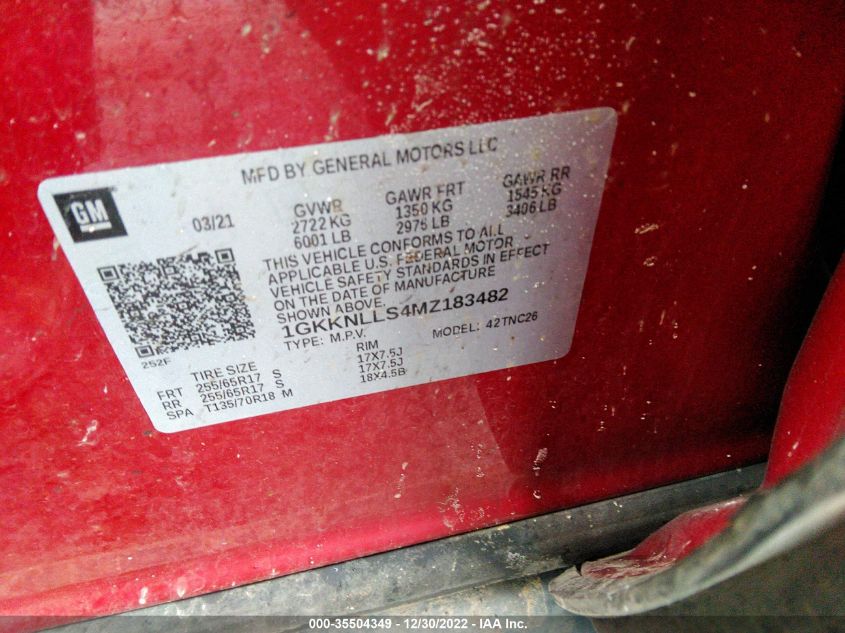 MFD BY GENERAL MOTORS LLC
GM
03/21
GVWR GAWR FRT GAWR RR
2722 KG 1350 KG 1545 KG
6001 LB 2976 LB 3406 LB
THIS VEHICLE CONFORMS TO ALL
APPLICABLE U.S. FEDERAL MOTOR
VEHICLE SAFETY STANDARDS IN EFFECT
ON THE DATE OF MANUFACTURE
SHOWN ABOVE.
1GKKNLLS4MZ183482
TYPE: M.P.V. MODEL: 42TNC26
252F
TIRE SIZE RIM
FRT 255/65R17 S 17X7.5J
RR 255/65R17 S 17X7.5J
SPA T135/70R18 M 18X4.5B
000-35504349 - 12/30/2022 - IAA Inc.